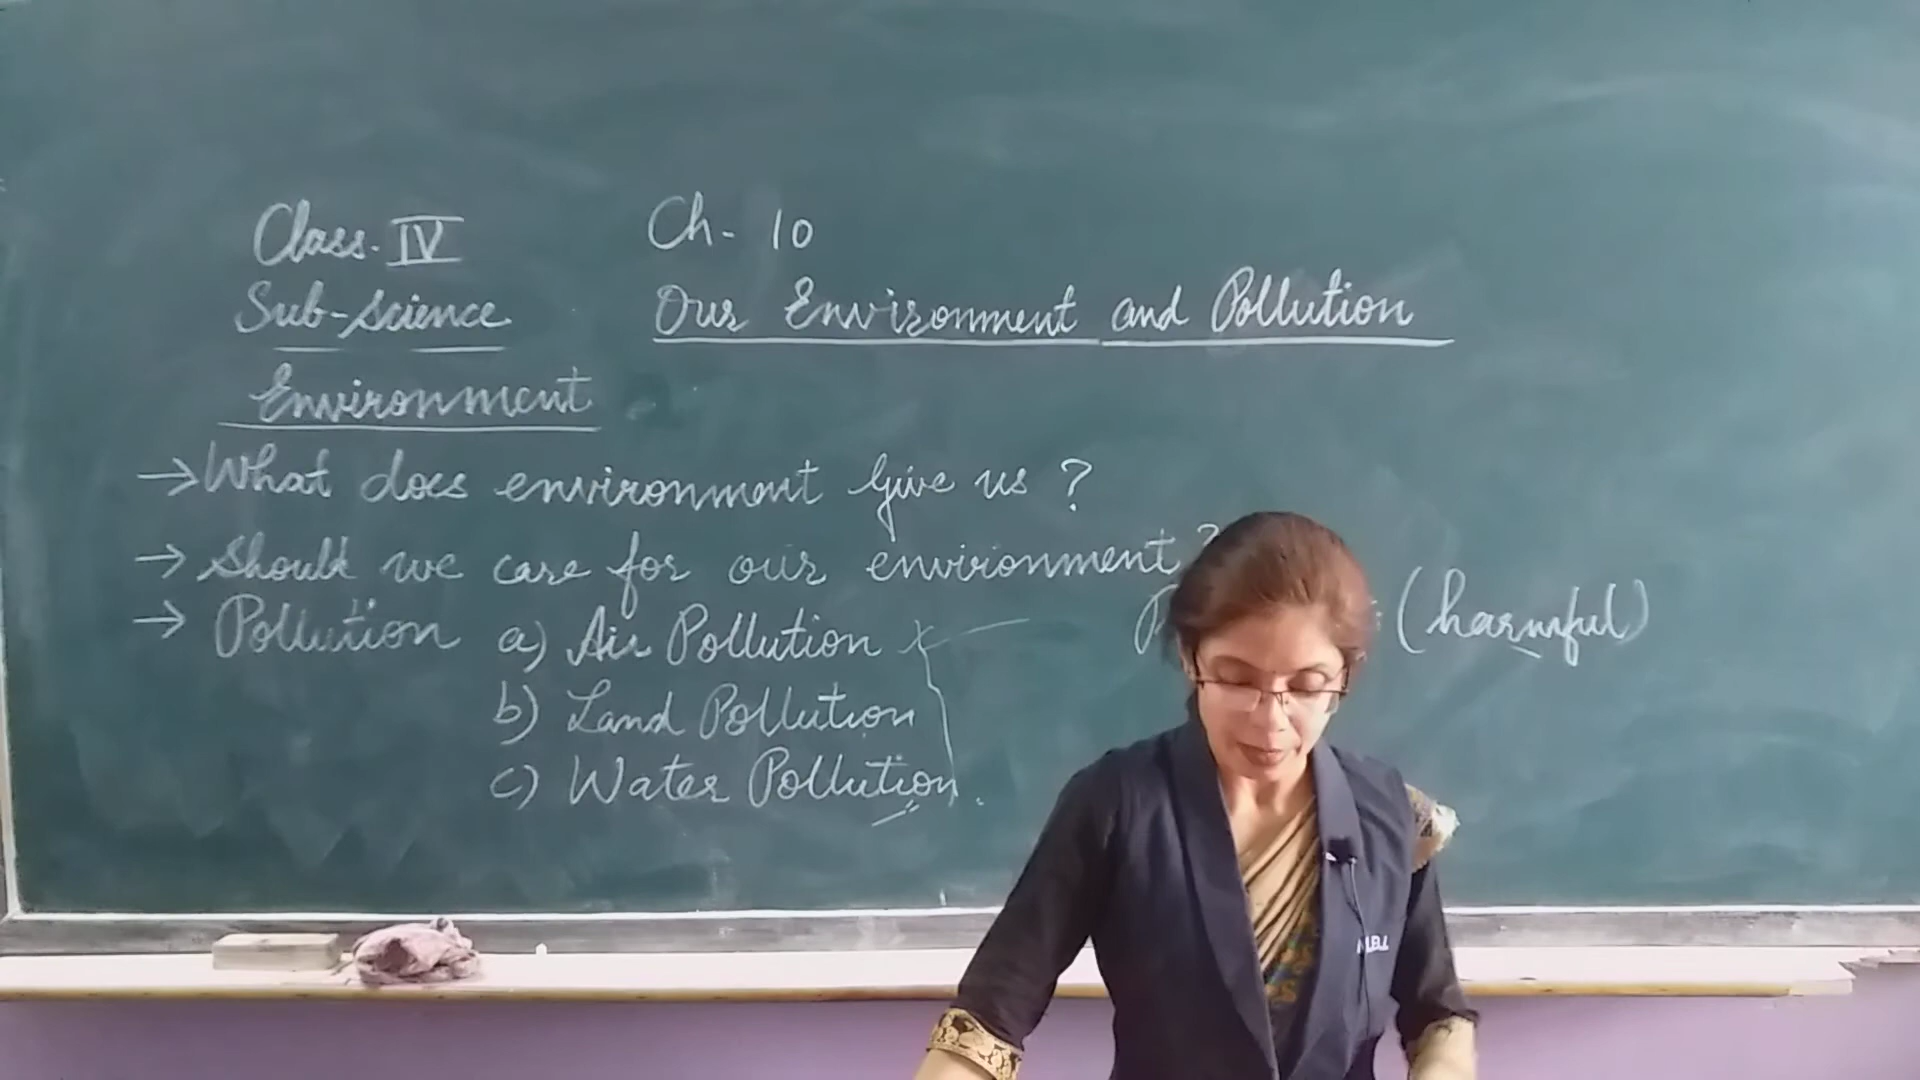 Class-IV
Ch-10
Sub-science
Our Environment and Pollution
Environment
→ What does environment give us ?
→ Should we care for our environment ?
→ Pollution a) Air Pollution
(harmful)
b) Land Pollution
c) Water Pollution.